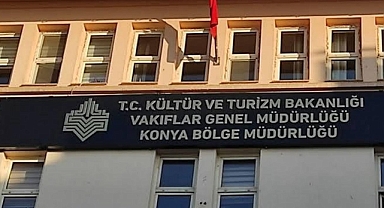 T.C. KÜLTÜR VE TURİZM BAKANLIĞI
VAKIFLAR GENEL MÜDÜRLÜĞÜ
KONYA BÖLGE MÜDÜRLÜĞÜ